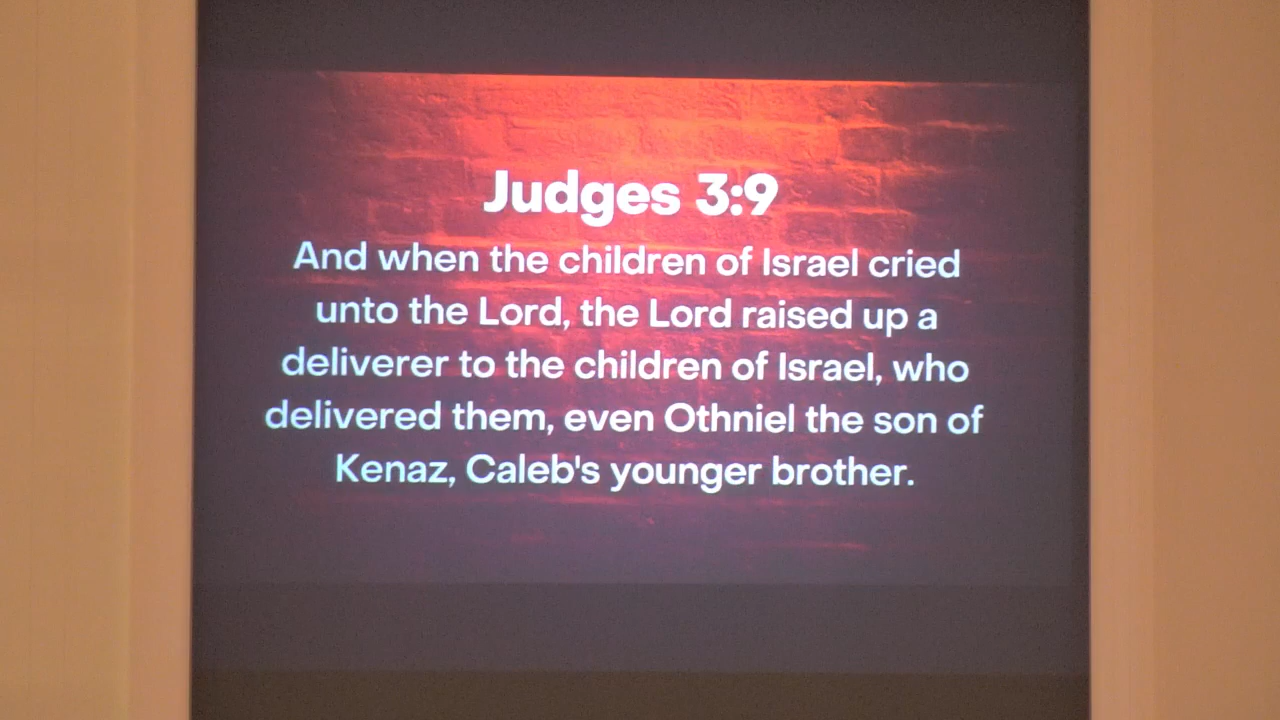 Judges 3:9
And when the children of Israel cried
unto the Lord, the Lord raised up a
deliverer to the children of Israel, who
delivered them, even Othniel the son of
Kenaz, Caleb's younger brother.